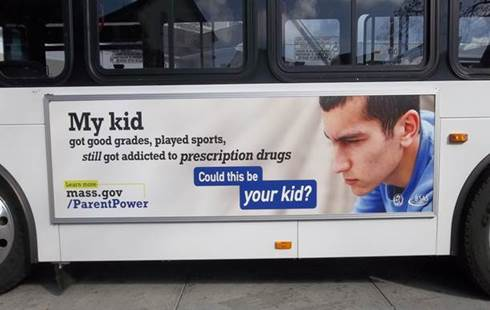 My kid
got good grades, played sports,
still got addicted to prescription drugs
Could this be
your kid?
Learn more
mass.gov
/ParentPower